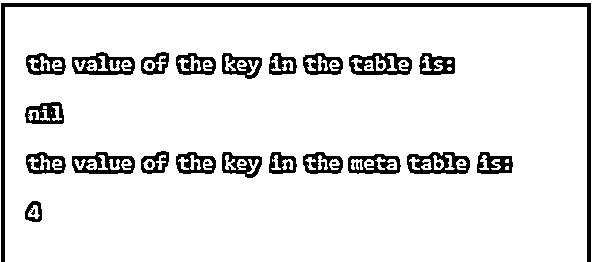 the value of the key in the table is:
nil
the value of the key in the meta table is:
4